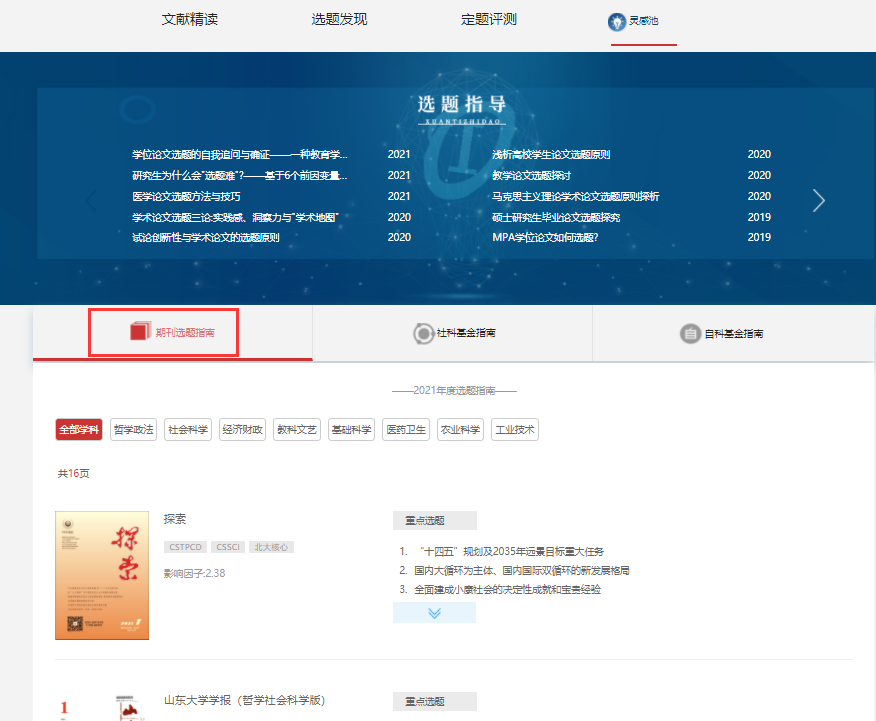 文献精读 选题发现 定题评测 灵感池
选题指导
XUANTIZHIDAO
学位论文选题的自我追问与确证——一种教育学... 2021 浅析高校学生论文选题原则 2020
研究生为什么会“选题难”?——基于6个前因变量... 2021 教学论文选题探讨 2020
医学论文选题方法与技巧 2021 马克思主义理论学术论文选题原则探析 2020
学术论文选题三论:实践感、洞察力与“学术地图” 2020 硕士研究生毕业论文选题探究 2019
试论创新性与学术论文的选题原则 2020 MPA学位论文如何选题? 2019
期刊选题指南 社科基金指南 自科基金指南
——2021年度选题指南——
全部学科 哲学政法 社会科学 经济财政 教科文艺 基础科学 医药卫生 农业科学 工业技术
共16页
探索
探索 重点选题
CSTPCD CSSCI 北大核心
影响因子:2.38
1. “十四五”规划及2035年远景目标重大任务
2. 国内大循环为主体、国内国际双循环的新发展格局
3. 全面建成小康社会的决定性成就和宝贵经验
山东大学学报（哲学社会科学版） 重点选题
1